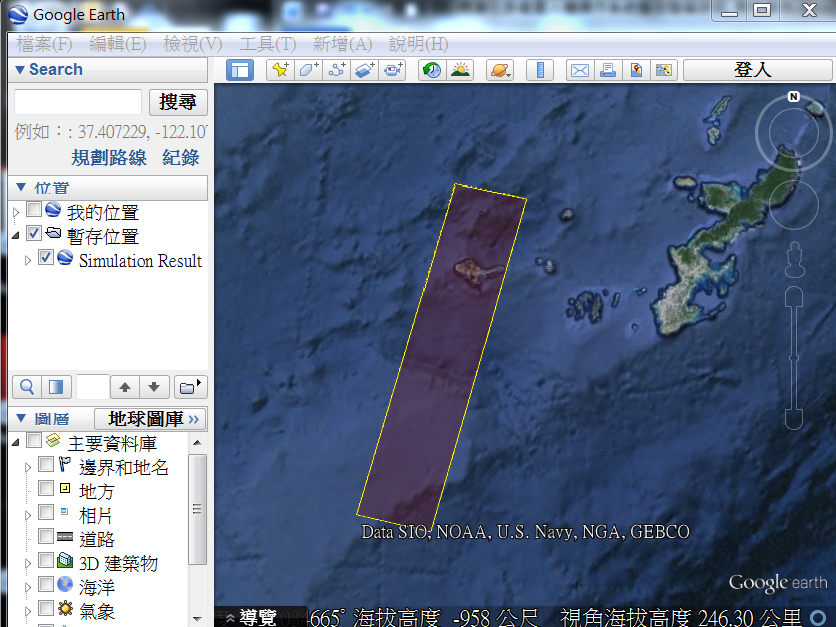 Google Earth
檔案(F) 編輯(E) 檢視(V) 工具(T) 新增(A) 說明(H)
Search
登入
搜尋
例如：: 37.407229, -122.10
規劃路線 紀錄
位置
我的位置
暫存位置
Simulation Result
圖層
地球圖庫 »
主要資料庫
邊界和地名
地方
相片
道路
3D 建築物
海洋
氣象
N
Data SIO, NOAA, U.S. Navy, NGA, GEBCO
Google earth
導覽
665° 海拔高度 -958 公尺 視角海拔高度 246.30 公里